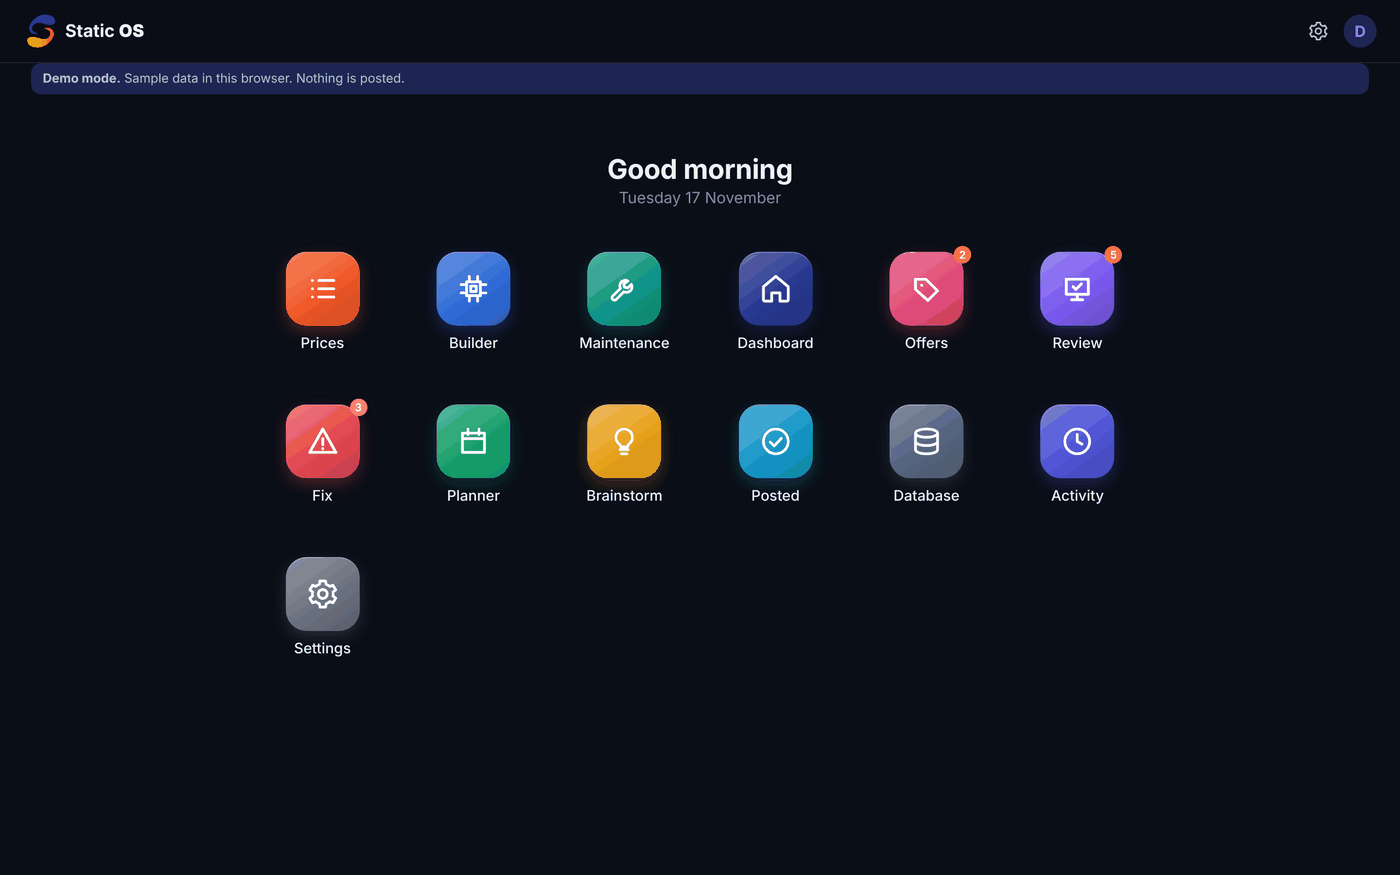 Static OS
D
Demo mode. Sample data in this browser. Nothing is posted.
Good morning
Tuesday 17 November
2
5
Prices
Builder
Maintenance
Dashboard
Offers
Review
3
Fix
Planner
Brainstorm
Posted
Database
Activity
Settings